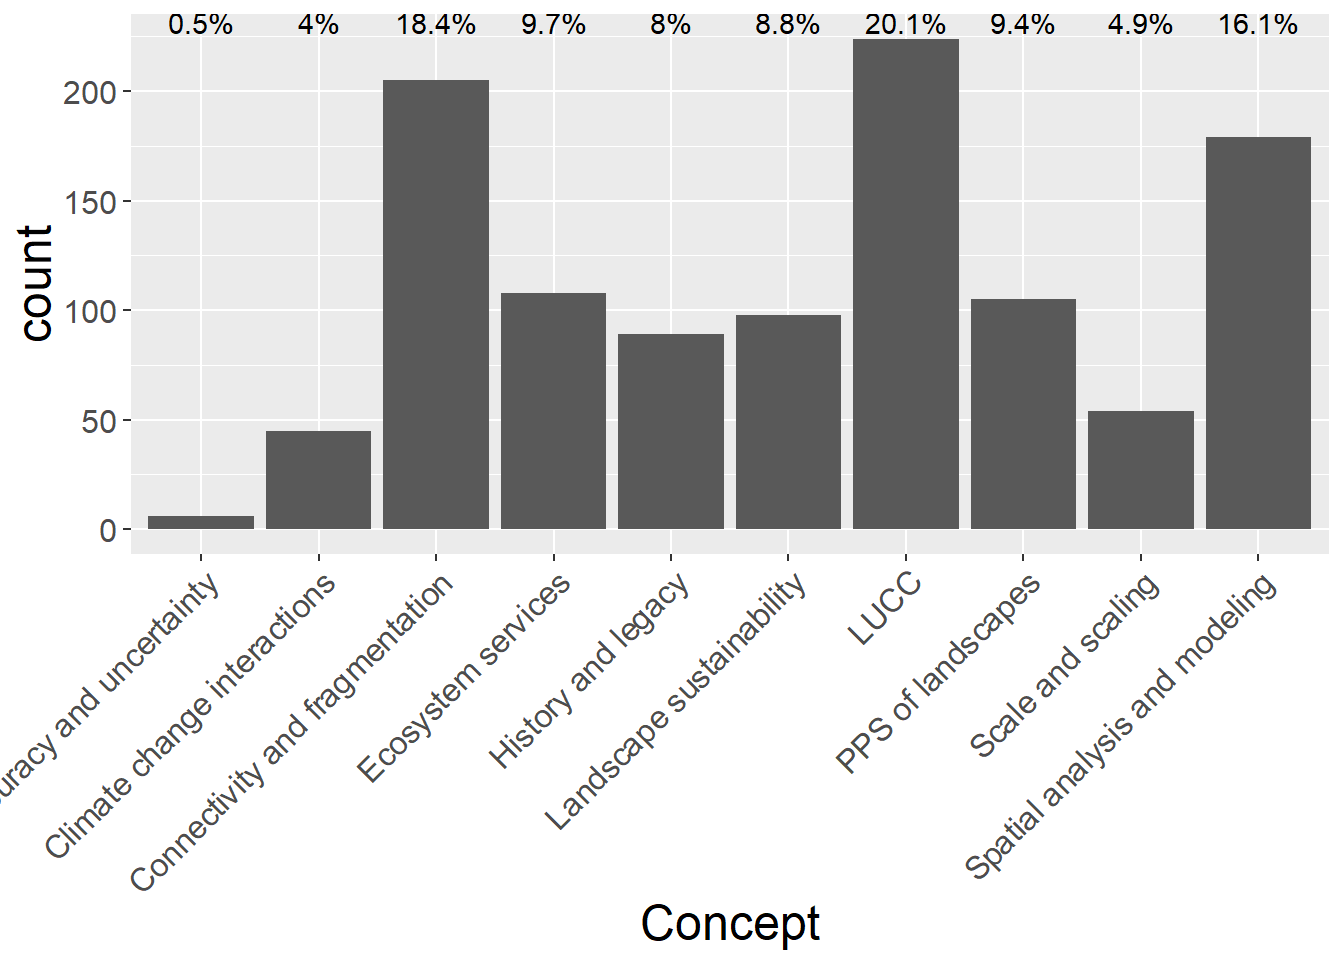 0.5% 4% 18.4% 9.7% 8% 8.8% 20.1% 9.4% 4.9% 16.1%
200
150
100
50
0
count
and uncertainty
Climate change interactions
Connectivity and fragmentation
Ecosystem services
History and legacy
Landscape sustainability
LUCC
PPS of landscapes
Scale and scaling
Spatial analysis and modeling
Concept